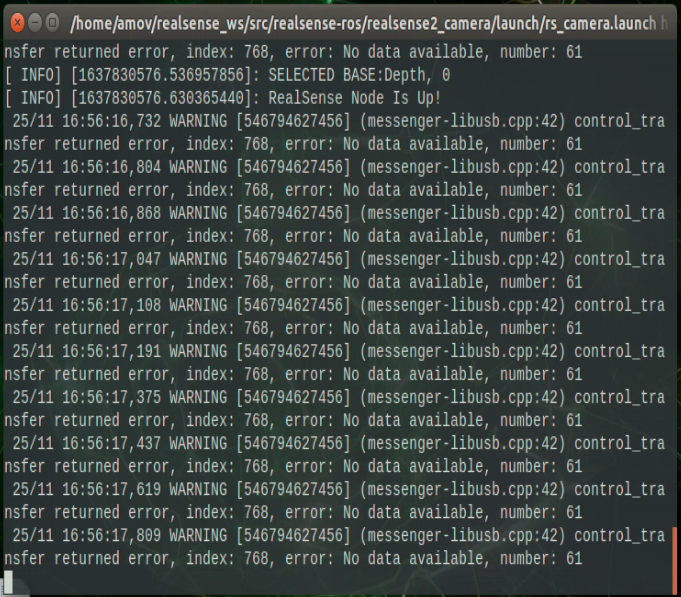 /home/amov/realsense_ws/src/realsense-ros/realsense2_camera/launch/rs_camera.launch h
nsfer returned error, index: 768, error: No data available, number: 61
[ INFO] [1637830576.536957856]: SELECTED BASE:Depth, 0
[ INFO] [1637830576.630365440]: RealSense Node Is Up!
25/11 16:56:16,732 WARNING [546794627456] (messenger-libusb.cpp:42) control_tra
nsfer returned error, index: 768, error: No data available, number: 61
25/11 16:56:16,804 WARNING [546794627456] (messenger-libusb.cpp:42) control_tra
nsfer returned error, index: 768, error: No data available, number: 61
25/11 16:56:16,868 WARNING [546794627456] (messenger-libusb.cpp:42) control_tra
nsfer returned error, index: 768, error: No data available, number: 61
25/11 16:56:17,047 WARNING [546794627456] (messenger-libusb.cpp:42) control_tra
nsfer returned error, index: 768, error: No data available, number: 61
25/11 16:56:17,108 WARNING [546794627456] (messenger-libusb.cpp:42) control_tra
nsfer returned error, index: 768, error: No data available, number: 61
25/11 16:56:17,191 WARNING [546794627456] (messenger-libusb.cpp:42) control_tra
nsfer returned error, index: 768, error: No data available, number: 61
25/11 16:56:17,375 WARNING [546794627456] (messenger-libusb.cpp:42) control_tra
nsfer returned error, index: 768, error: No data available, number: 61
25/11 16:56:17,437 WARNING [546794627456] (messenger-libusb.cpp:42) control_tra
nsfer returned error, index: 768, error: No data available, number: 61
25/11 16:56:17,619 WARNING [546794627456] (messenger-libusb.cpp:42) control_tra
nsfer returned error, index: 768, error: No data available, number: 61
25/11 16:56:17,809 WARNING [546794627456] (messenger-libusb.cpp:42) control_tra
nsfer returned error, index: 768, error: No data available, number: 61